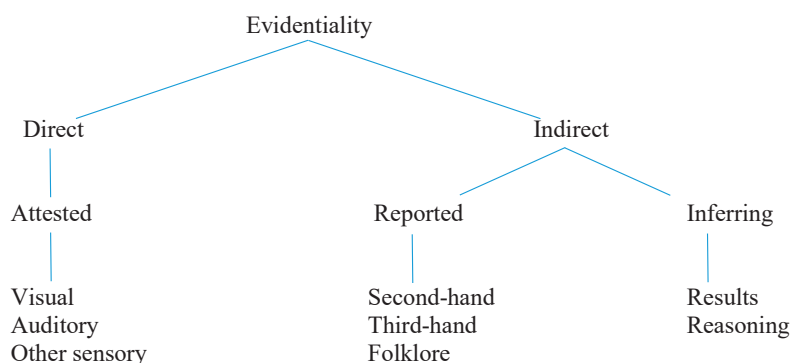 Evidentiality
Direct
Indirect
Attested
Reported
Inferring
Visual
Auditory
Other sensory
Second-hand
Third-hand
Folklore
Results
Reasoning